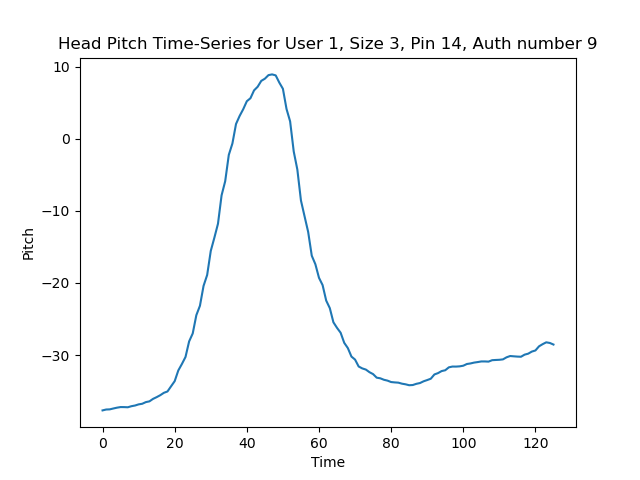 Head Pitch Time-Series for User 1, Size 3, Pin 14, Auth number 9
10
0
−10
−20
−30
Pitch
0 20 40 60 80 100 120
Time